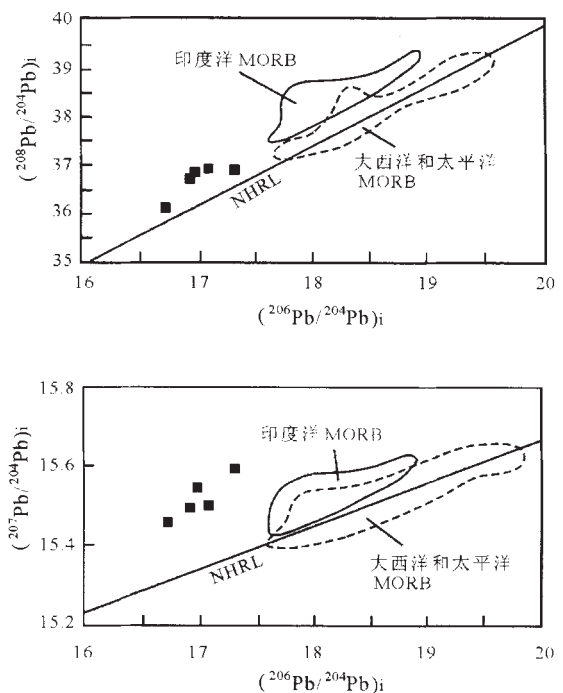 40
39
38
37
36
35
(²⁰⁸Pb/²⁰⁴Pb)i
印度洋 MORB
大西洋和太平洋
MORB
NHRL
16 17 18 19 20
(²⁰⁶Pb/²⁰⁴Pb)i
15.8
15.6
15.4
15.2
(²⁰⁷Pb/²⁰⁴Pb)i
印度洋 MORB
大西洋和太平洋
MORB
NHRL
16 17 18 19 20
(²⁰⁶Pb/²⁰⁴Pb)i